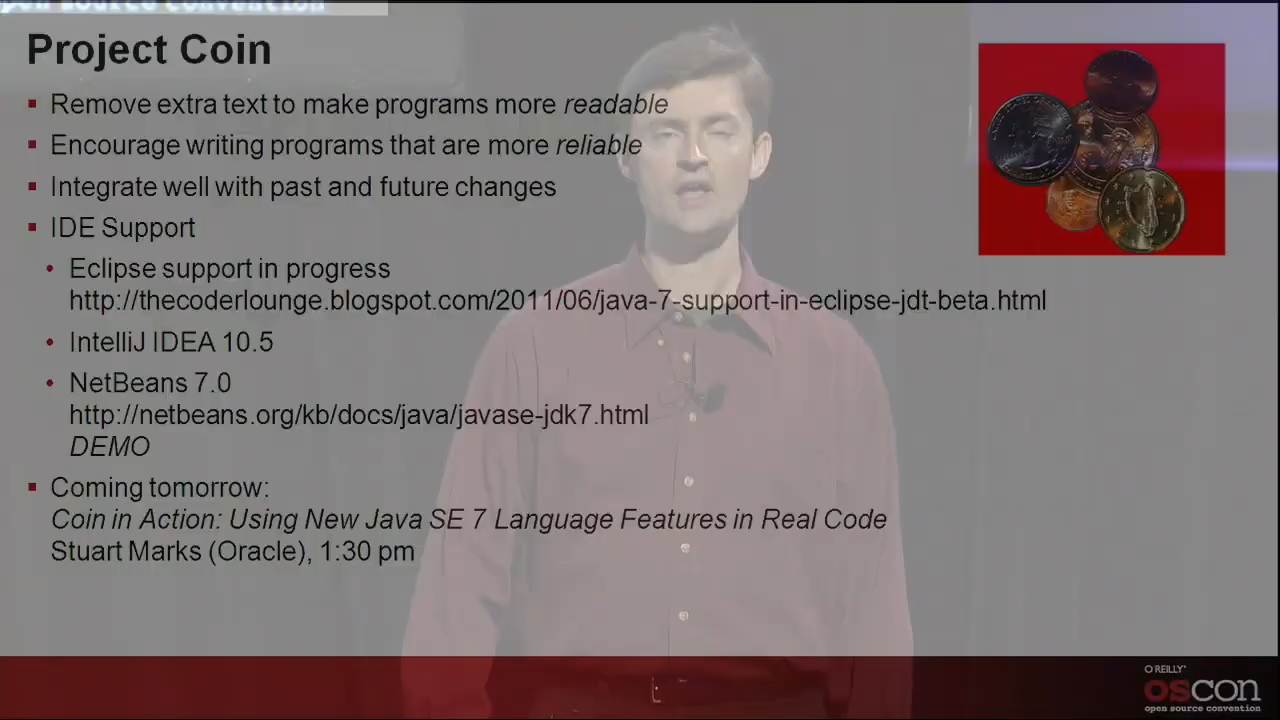 open source convention
Project Coin
Remove extra text to make programs more readable
Encourage writing programs that are more reliable
Integrate well with past and future changes
IDE Support
Eclipse support in progress
http://thecoderlounge.blogspot.com/2011/06/java-7-support-in-eclipse-jdt-beta.html
IntelliJ IDEA 10.5
NetBeans 7.0
http://netbeans.org/kb/docs/java/javase-jdk7.html
DEMO
Coming tomorrow:
Coin in Action: Using New Java SE 7 Language Features in Real Code
Stuart Marks (Oracle), 1:30 pm
O'REILLY
oscon
open source convention